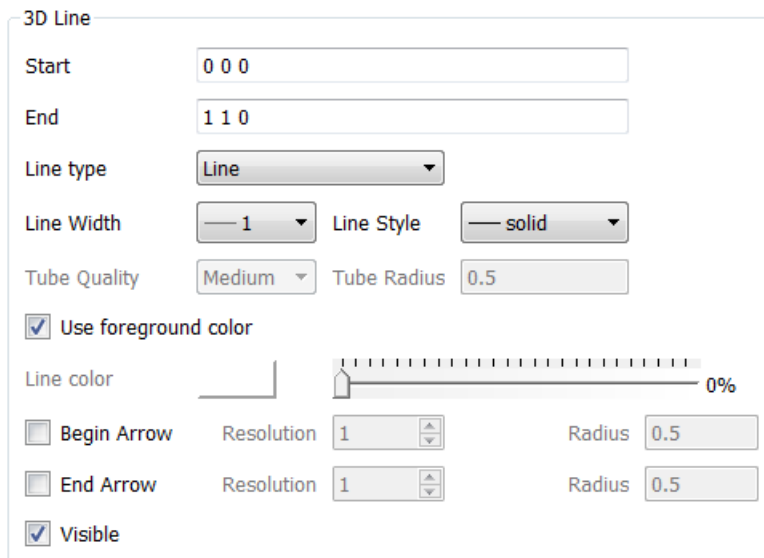 3D Line
Start 0 0 0
End 1 1 0
Line type Line
Line Width 1 Line Style solid
Tube Quality Medium Tube Radius 0.5
Use foreground color
Line color 0%
Begin Arrow Resolution 1 Radius 0.5
End Arrow Resolution 1 Radius 0.5
Visible